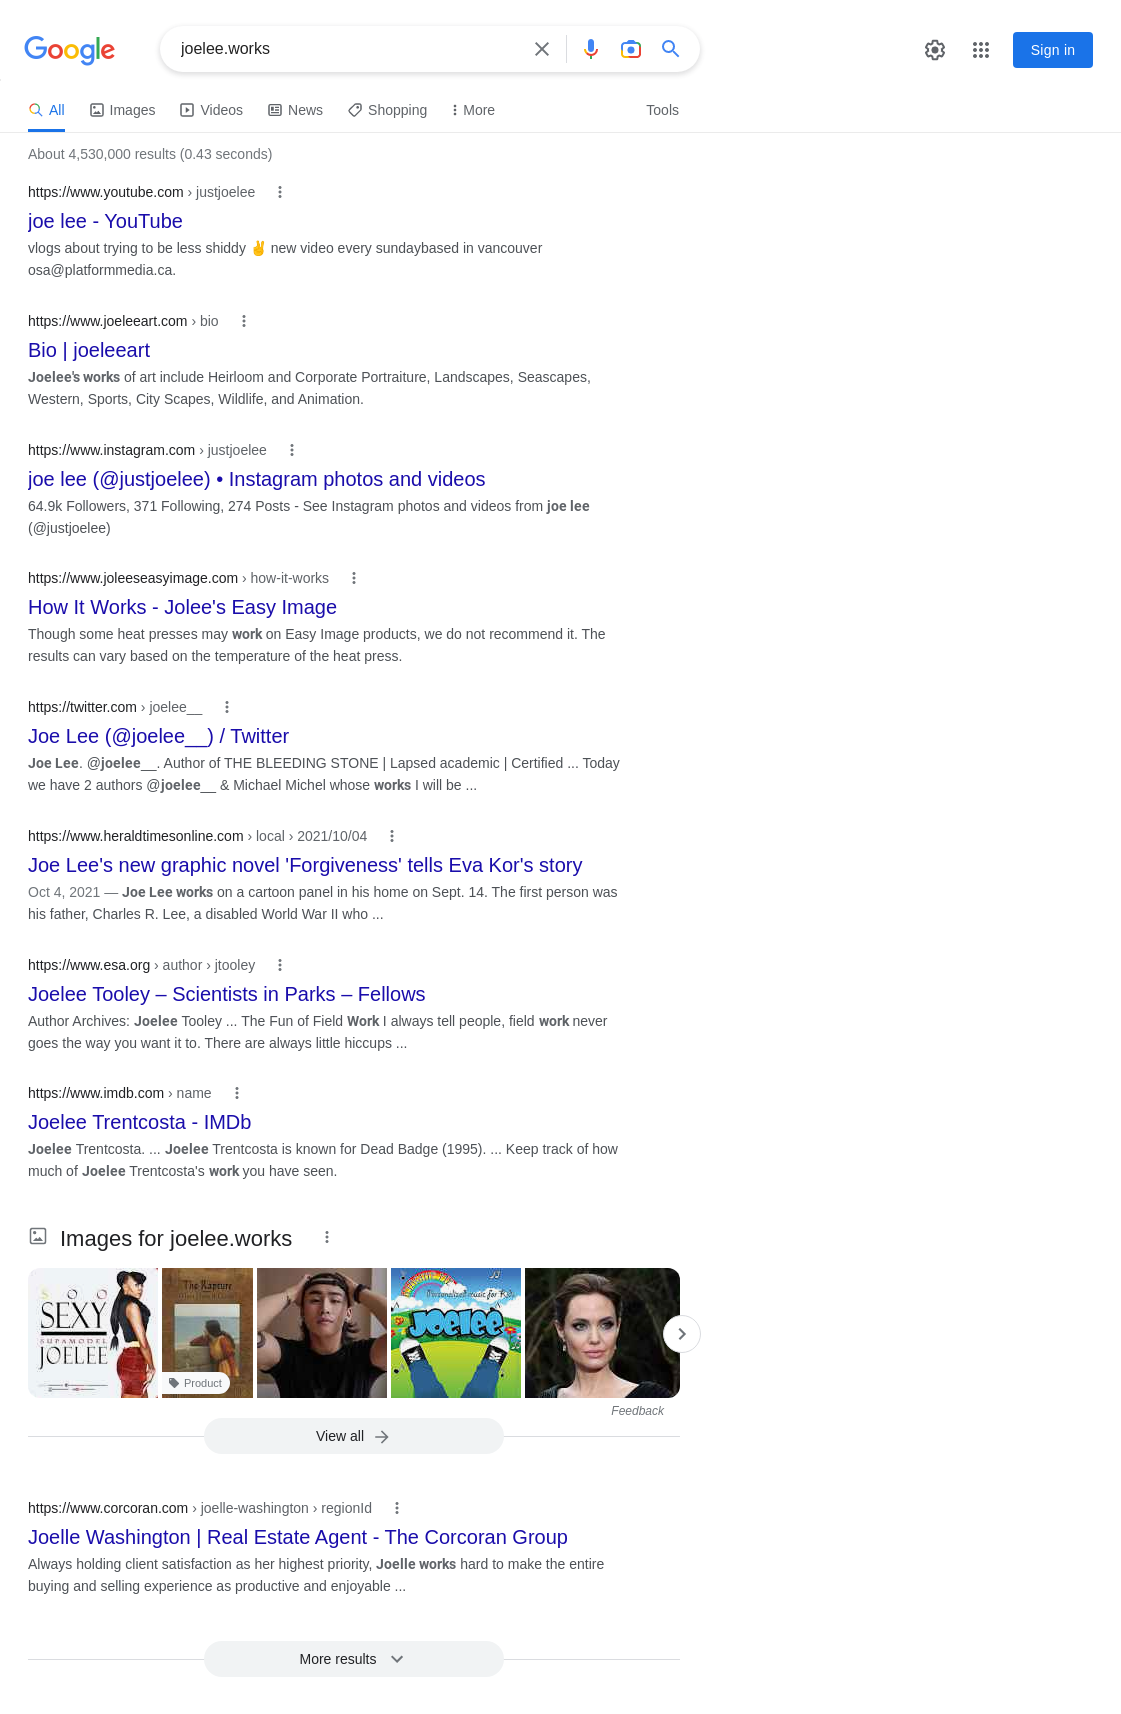 Google
joelee.works
Sign in
All
Images
Videos
News
Shopping
More
Tools
About 4,530,000 results (0.43 seconds)
https://www.youtube.com › justjoelee
joe lee - YouTube
vlogs about trying to be less shiddy ✌️ new video every sundaybased in vancouver
osa@platformmedia.ca.
https://www.joeleeart.com › bio
Bio | joeleeart
Joelee's works of art include Heirloom and Corporate Portraiture, Landscapes, Seascapes,
Western, Sports, City Scapes, Wildlife, and Animation.
https://www.instagram.com › justjoelee
joe lee (@justjoelee) • Instagram photos and videos
64.9k Followers, 371 Following, 274 Posts - See Instagram photos and videos from joe lee
(@justjoelee)
https://www.joleeseasyimage.com › how-it-works
How It Works - Jolee's Easy Image
Though some heat presses may work on Easy Image products, we do not recommend it. The
results can vary based on the temperature of the heat press.
https://twitter.com › joelee__
Joe Lee (@joelee__) / Twitter
Joe Lee. @joelee__. Author of THE BLEEDING STONE | Lapsed academic | Certified ... Today
we have 2 authors @joelee__ & Michael Michel whose works I will be ...
https://www.heraldtimesonline.com › local › 2021/10/04
Joe Lee's new graphic novel 'Forgiveness' tells Eva Kor's story
Oct 4, 2021 — Joe Lee works on a cartoon panel in his home on Sept. 14. The first person was
his father, Charles R. Lee, a disabled World War II who ...
https://www.esa.org › author › jtooley
Joelee Tooley – Scientists in Parks – Fellows
Author Archives: Joelee Tooley ... The Fun of Field Work I always tell people, field work never
goes the way you want it to. There are always little hiccups ...
https://www.imdb.com › name
Joelee Trentcosta - IMDb
Joelee Trentcosta. ... Joelee Trentcosta is known for Dead Badge (1995). ... Keep track of how
much of Joelee Trentcosta's work you have seen.
Images for joelee.works
SOO
SEXY
SUPAMODEL
JOELEE
The Rapture
Product
Personalized music for Kids
Joelee
Feedback
View all
https://www.corcoran.com › joelle-washington › regionId
Joelle Washington | Real Estate Agent - The Corcoran Group
Always holding client satisfaction as her highest priority, Joelle works hard to make the entire
buying and selling experience as productive and enjoyable ...
More results